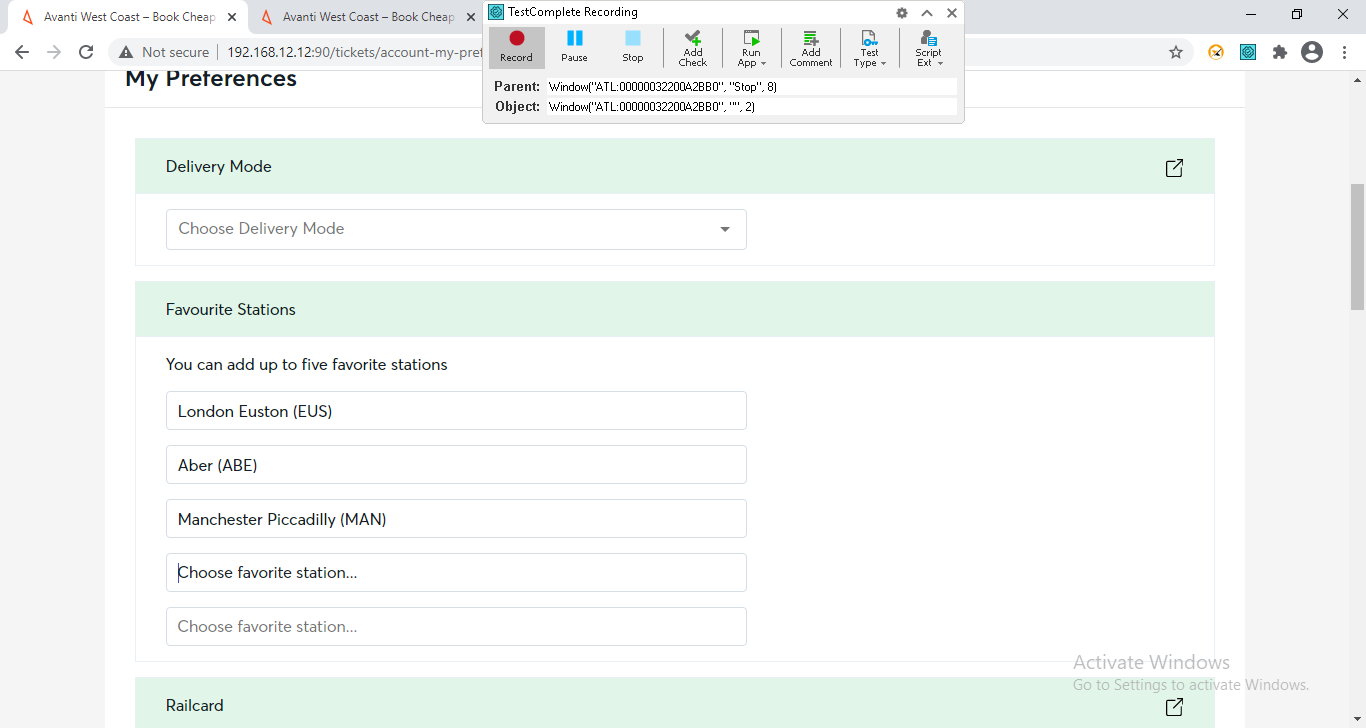 Avanti West Coast – Book Cheap
Avanti West Coast – Book Cheap
TestComplete Recording
Record
Pause
Stop
Add Check
Run App
Add Comment
Test Type
Script Ext
Parent: Window("ATL:00000032200A2BB0", "Stop", 8)
Object: Window("ATL:00000032200A2BB0", "", 2)
Not secure
192.168.12.12:90/tickets/account-my-pref
My Preferences
Delivery Mode
Choose Delivery Mode
Favourite Stations
You can add up to five favorite stations
London Euston (EUS)
Aber (ABE)
Manchester Piccadilly (MAN)
Choose favorite station...
Choose favorite station...
Railcard
Activate Windows
Go to Settings to activate Windows.